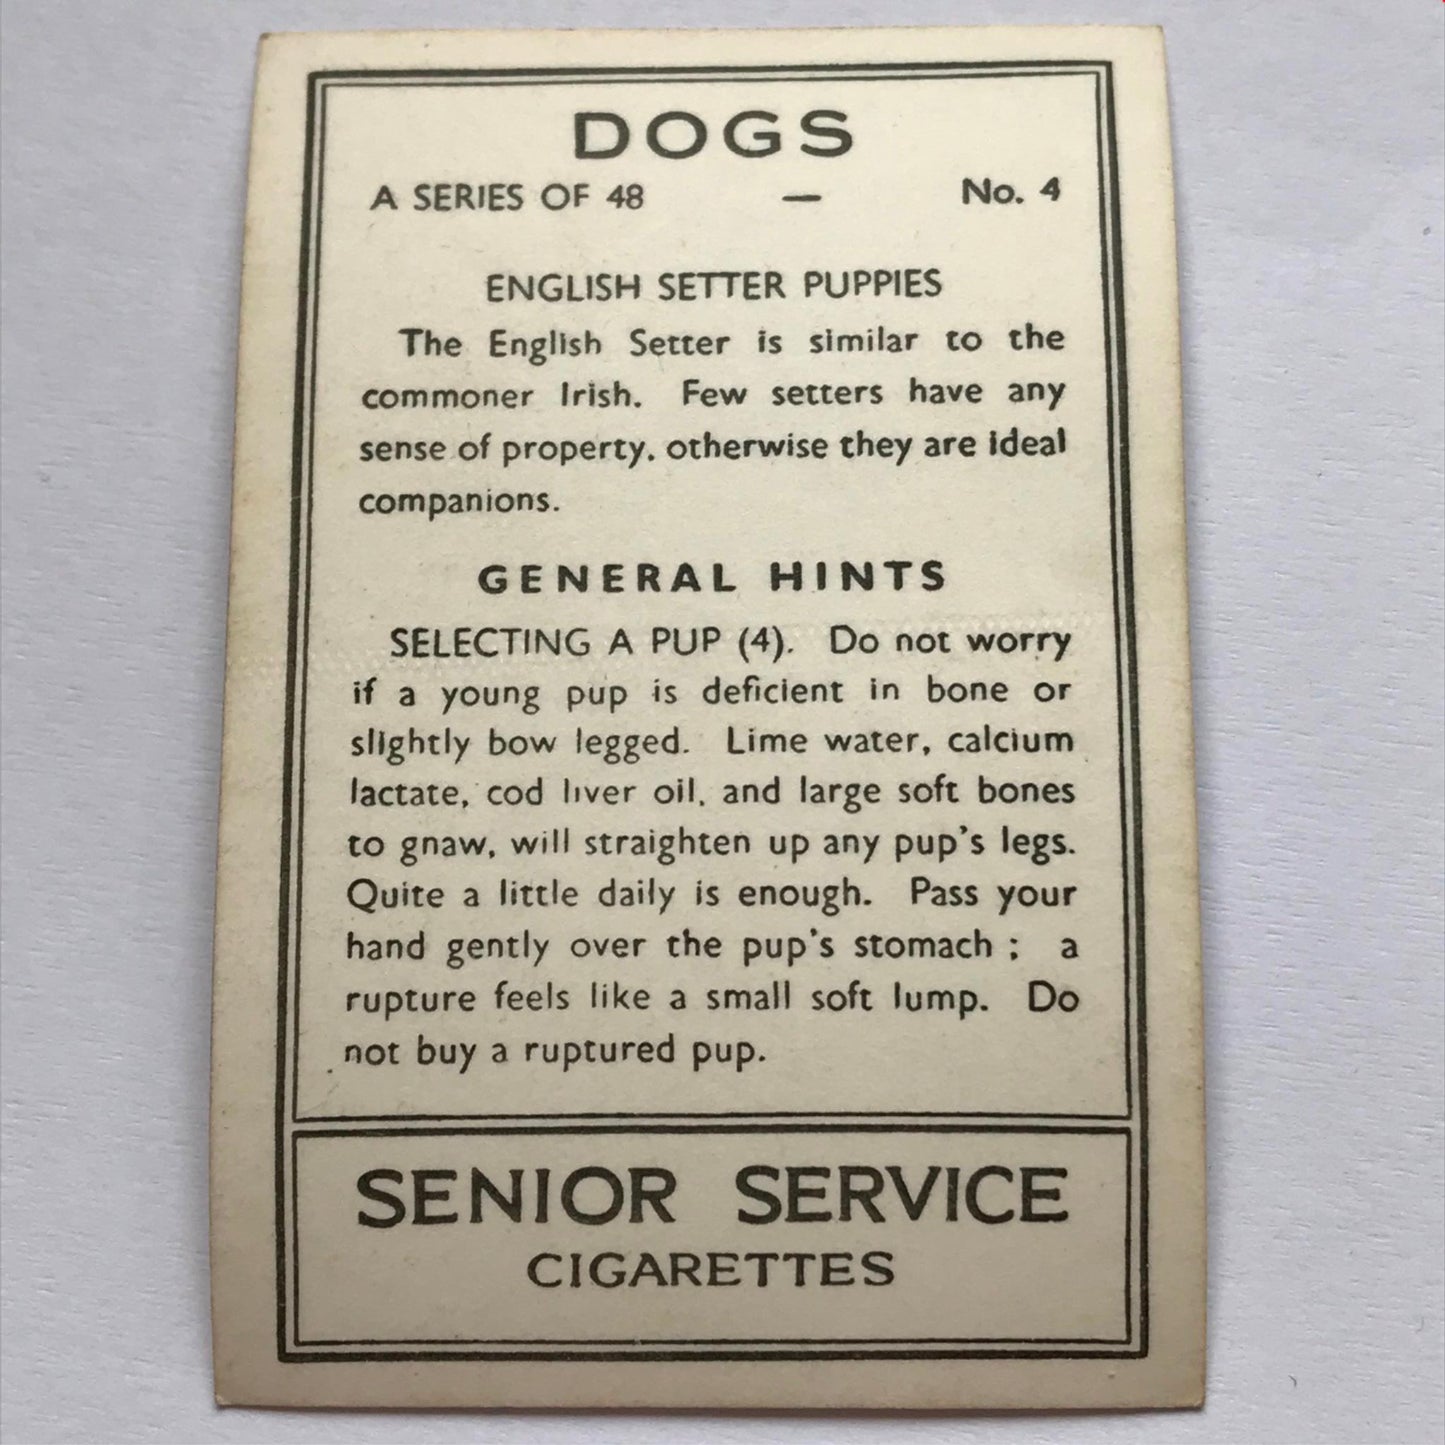 DOGS
A SERIES OF 48 — No. 4
ENGLISH SETTER PUPPIES
The English Setter is similar to the
commoner Irish. Few setters have any
sense of property, otherwise they are ideal
companions.
GENERAL HINTS
SELECTING A PUP (4). Do not worry
if a young pup is deficient in bone or
slightly bow legged. Lime water, calcium
lactate, cod liver oil, and large soft bones
to gnaw, will straighten up any pup's legs.
Quite a little daily is enough. Pass your
hand gently over the pup's stomach ; a
rupture feels like a small soft lump. Do
not buy a ruptured pup.
SENIOR SERVICE
CIGARETTES